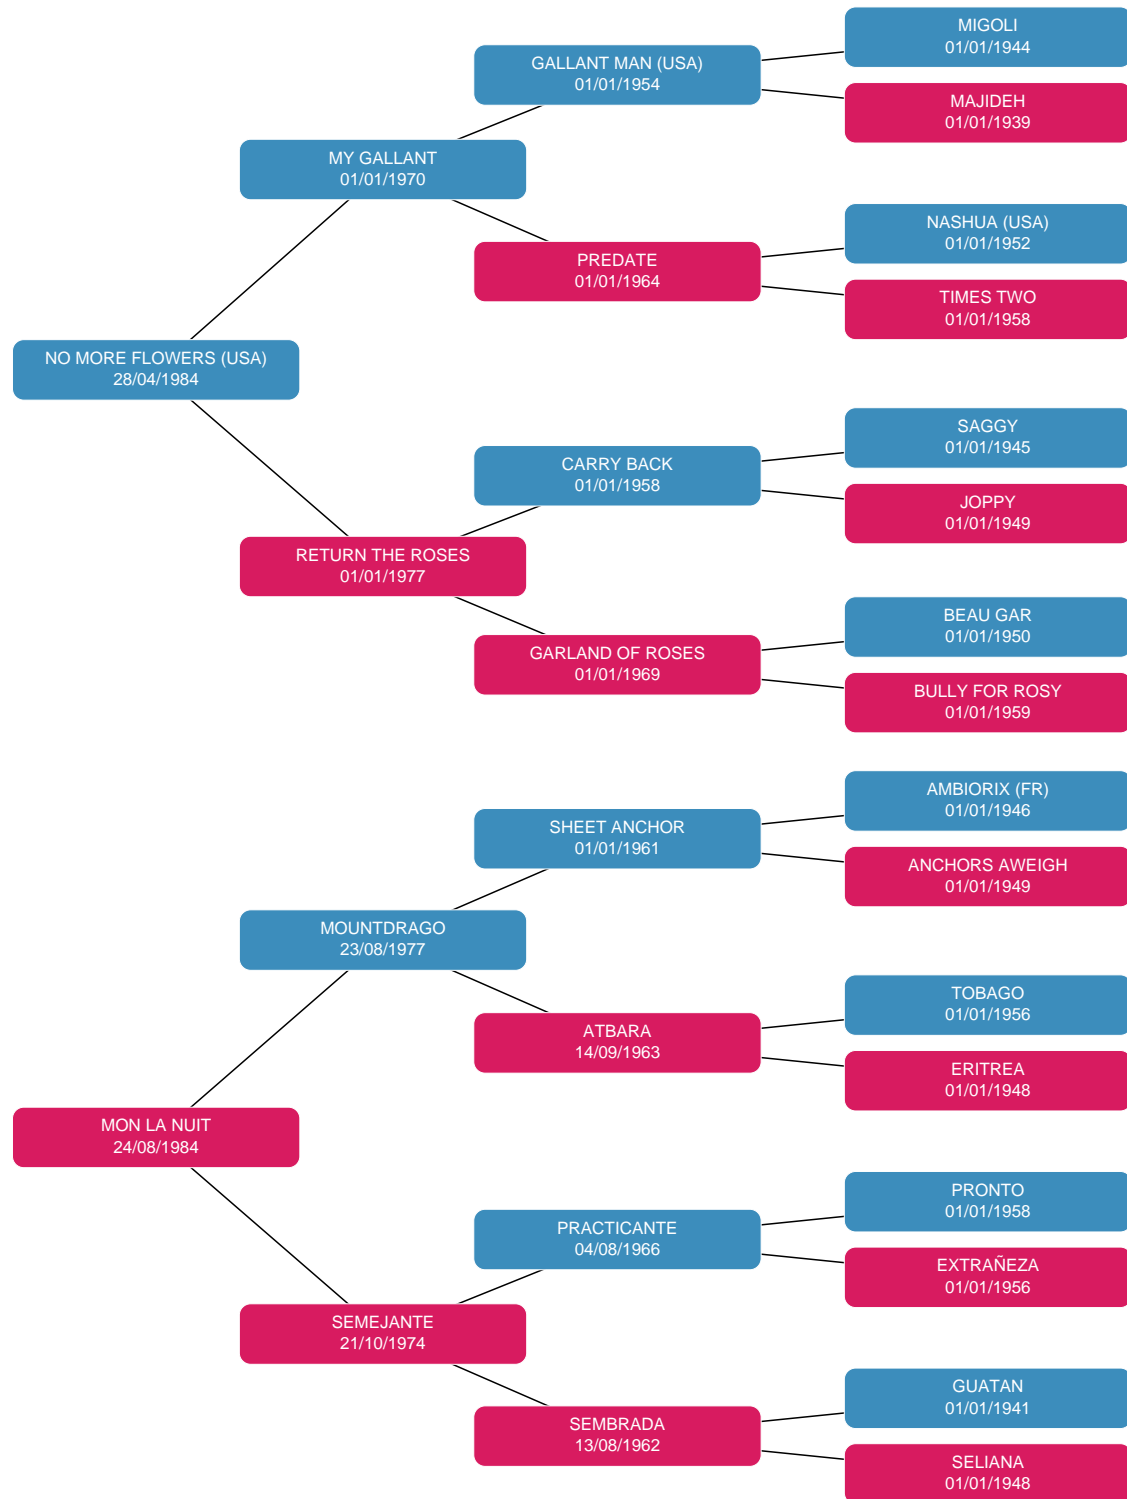 MIGOLI
01/01/1944
GALLANT MAN (USA)
01/01/1954
MAJIDEH
01/01/1939
MY GALLANT
01/01/1970
NASHUA (USA)
01/01/1952
PREDATE
01/01/1964
TIMES TWO
01/01/1958
NO MORE FLOWERS (USA)
28/04/1984
SAGGY
01/01/1945
CARRY BACK
01/01/1958
JOPPY
01/01/1949
RETURN THE ROSES
01/01/1977
BEAU GAR
01/01/1950
GARLAND OF ROSES
01/01/1969
BULLY FOR ROSY
01/01/1959
AMBIORIX (FR)
01/01/1946
SHEET ANCHOR
01/01/1961
ANCHORS AWEIGH
01/01/1949
MOUNTDRAGO
23/08/1977
TOBAGO
01/01/1956
ATBARA
14/09/1963
ERITREA
01/01/1948
MON LA NUIT
24/08/1984
PRONTO
01/01/1958
PRACTICANTE
04/08/1966
EXTRAÑEZA
01/01/1956
SEMEJANTE
21/10/1974
GUATAN
01/01/1941
SEMBRADA
13/08/1962
SELIANA
01/01/1948